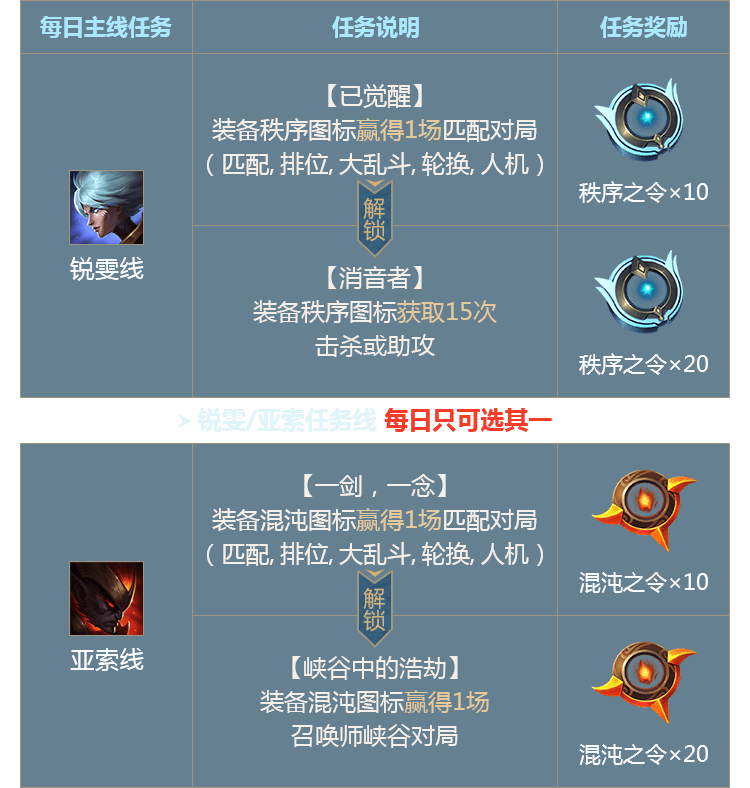 每日主线任务 任务说明 任务奖励
【已觉醒】
装备秩序图标赢得1场匹配对局
（ 匹配, 排位, 大乱斗, 轮换, 人机 ）
秩序之令×10
解锁
锐雯线
【消音者】
装备秩序图标获取15次
击杀或助攻
秩序之令×20
➢ 锐雯/亚索任务线 每日只可选其一
【一剑，一念】
装备混沌图标赢得1场匹配对局
（ 匹配, 排位, 大乱斗, 轮换, 人机 ）
混沌之令×10
解锁
亚索线
【峡谷中的浩劫】
装备混沌图标赢得1场
召唤师峡谷对局
混沌之令×20